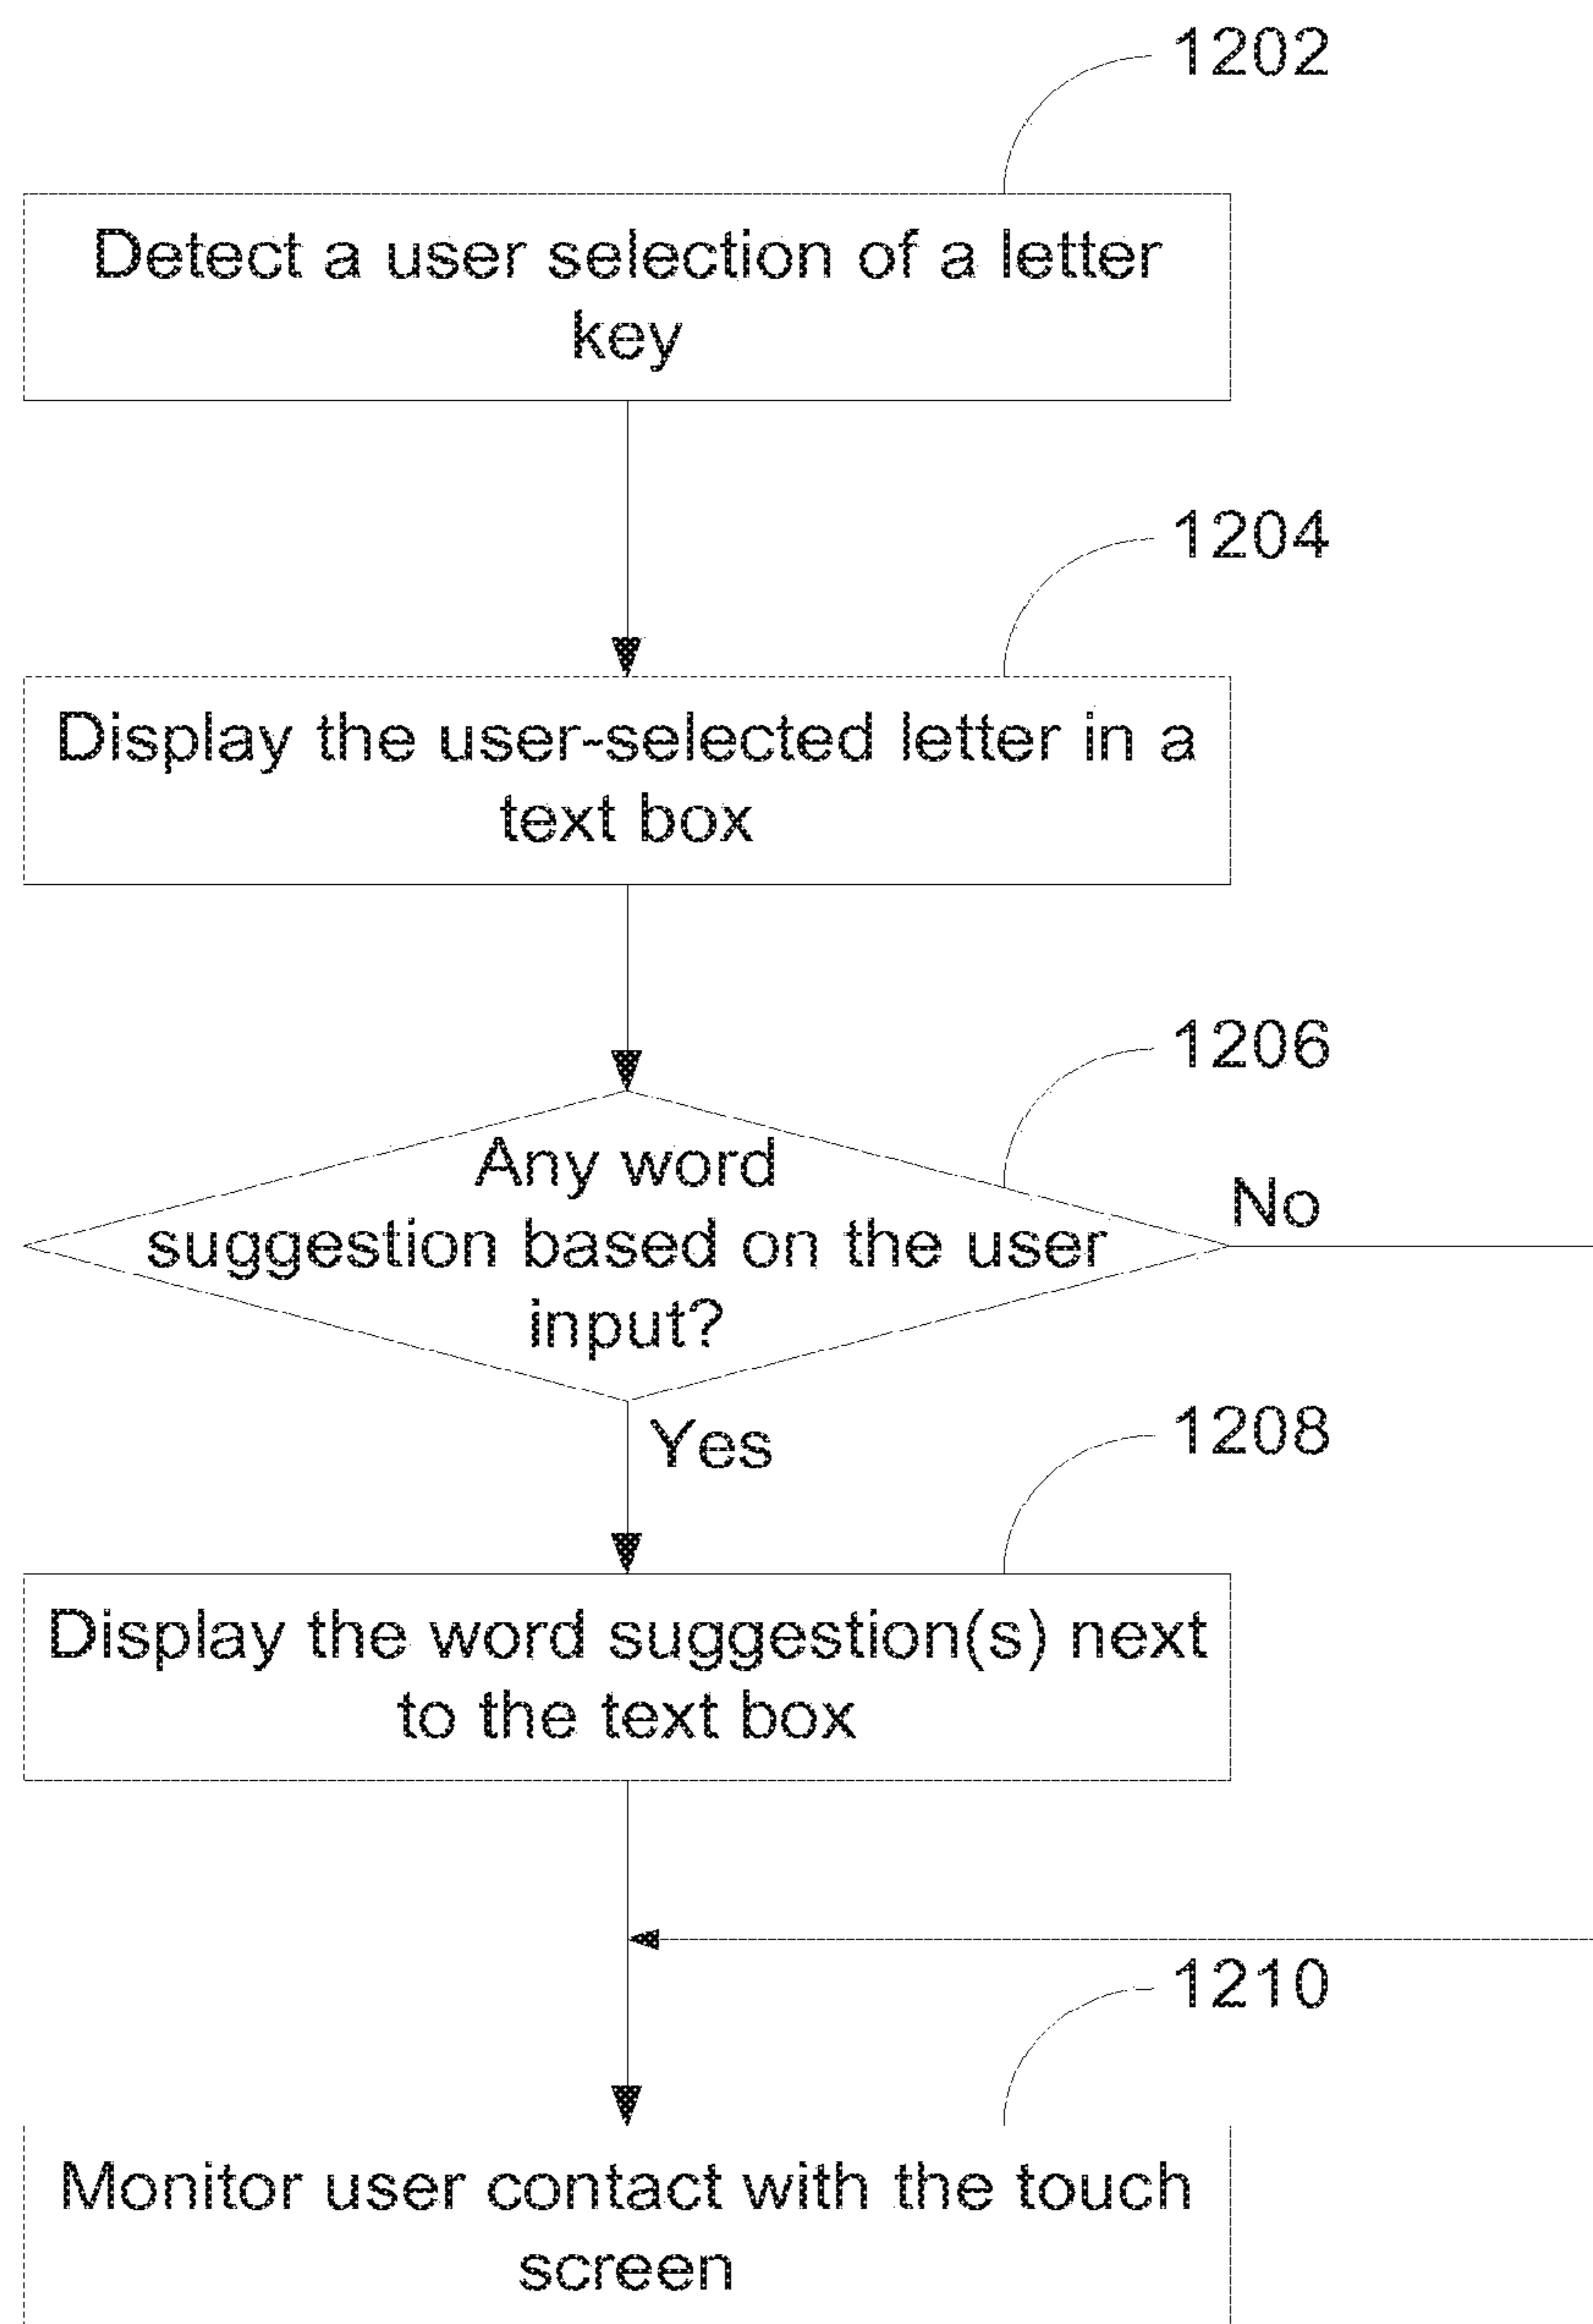 1202
Detect a user selection of a letter
key
1204
Display the user-selected letter in a
text box
1206
Any word
suggestion based on the user
input?
No
Yes
1208
Display the word suggestion(s) next
to the text box
1210
Monitor user contact with the touch
screen